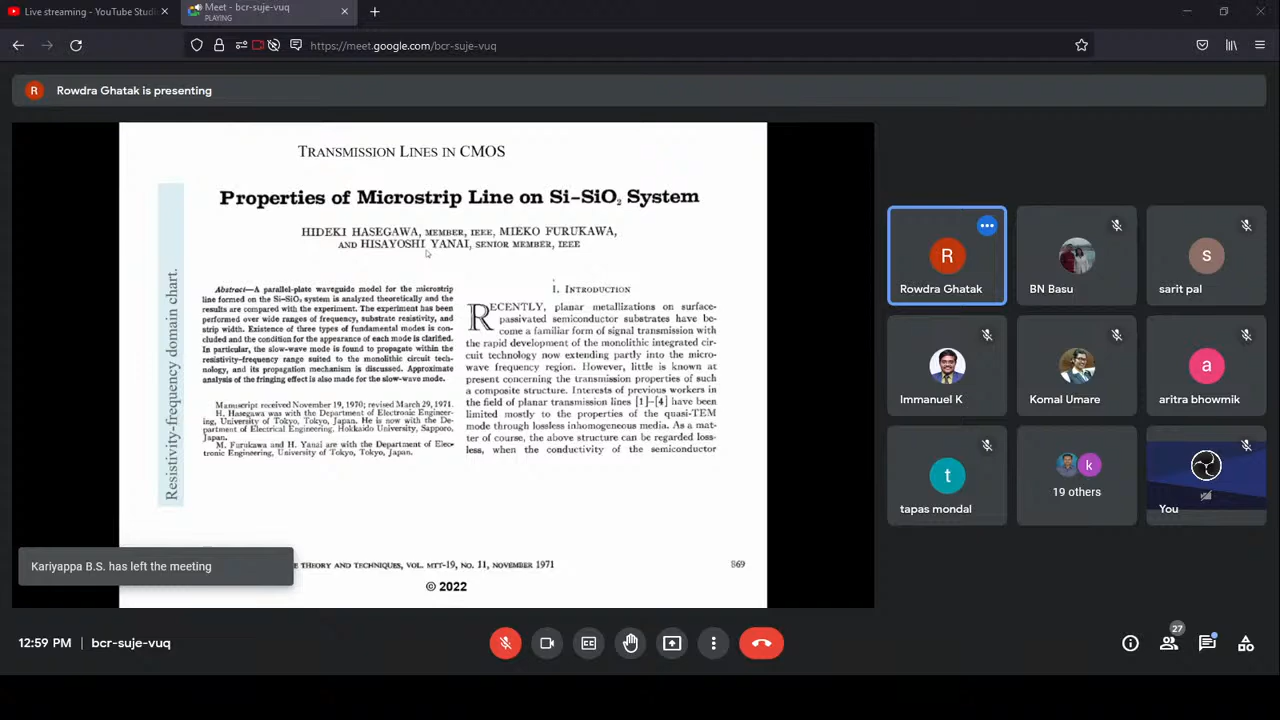 Live streaming - YouTube Stud
Meet - bcr-suje-vuq
PLAYING
https://meet.google.com/bcr-suje-vuq
R
Rowdra Ghatak is presenting
TRANSMISSION LINES IN CMOS
Resistivity-frequency domain chart.
Properties of Microstrip Line on Si–SiO₂ System
HIDEKI HASEGAWA, MEMBER, IEEE, MIEKO FURUKAWA,
AND HISAYOSHI YANAI, SENIOR MEMBER, IEEE
Abstract—A parallel-plate waveguide model for the microstrip
line formed on the Si-SiO₂ system is analyzed theoretically and the
results are compared with the experiment. The experiment has been
performed over wide ranges of frequency, substrate resistivity, and
strip width. Existence of three types of fundamental modes is con-
cluded and the condition for the appearance of each mode is clarified.
In particular, the slow-wave mode is found to propagate within the
resistivity-frequency range suited to the monolithic circuit tech-
nology, and its propagation mechanism is discussed. Approximate
analysis of the fringing effect is also made for the slow-wave mode.
Manuscript received November 19, 1970; revised March 29, 1971.
H. Hasegawa was with the Department of Electronic Engineer-
ing, University of Tokyo, Tokyo, Japan. He is now with the De-
partment of Electrical Engineering, Hokkaido University, Sapporo,
Japan.
M. Furukawa and H. Yanai are with the Department of Elec-
tronic Engineering, University of Tokyo, Tokyo, Japan.
I. INTRODUCTION
RECENTLY, planar metallizations on surface-
passivated semiconductor substrates have be-
come a familiar form of signal transmission with
the rapid development of the monolithic integrated cir-
cuit technology now extending partly into the micro-
wave frequency region. However, little is known at
present concerning the transmission properties of such
a composite structure. Interests of previous workers in
the field of planar transmission lines [1]–[4] have been
limited mostly to the properties of the quasi-TEM
mode through lossless inhomogeneous media. As a mat-
ter of course, the above structure can be regarded loss-
less, when the conductivity of the semiconductor
E THEORY AND TECHNIQUES, VOL. MTT-19, NO. 11, NOVEMBER 1971
869
© 2022
Kariyappa B.S. has left the meeting
R
Rowdra Ghatak
BN Basu
s
sarit pal
Immanuel K
Komal Umare
a
aritra bhowmik
t
tapas mondal
k
19 others
You
12:59 PM
bcr-suje-vuq
27